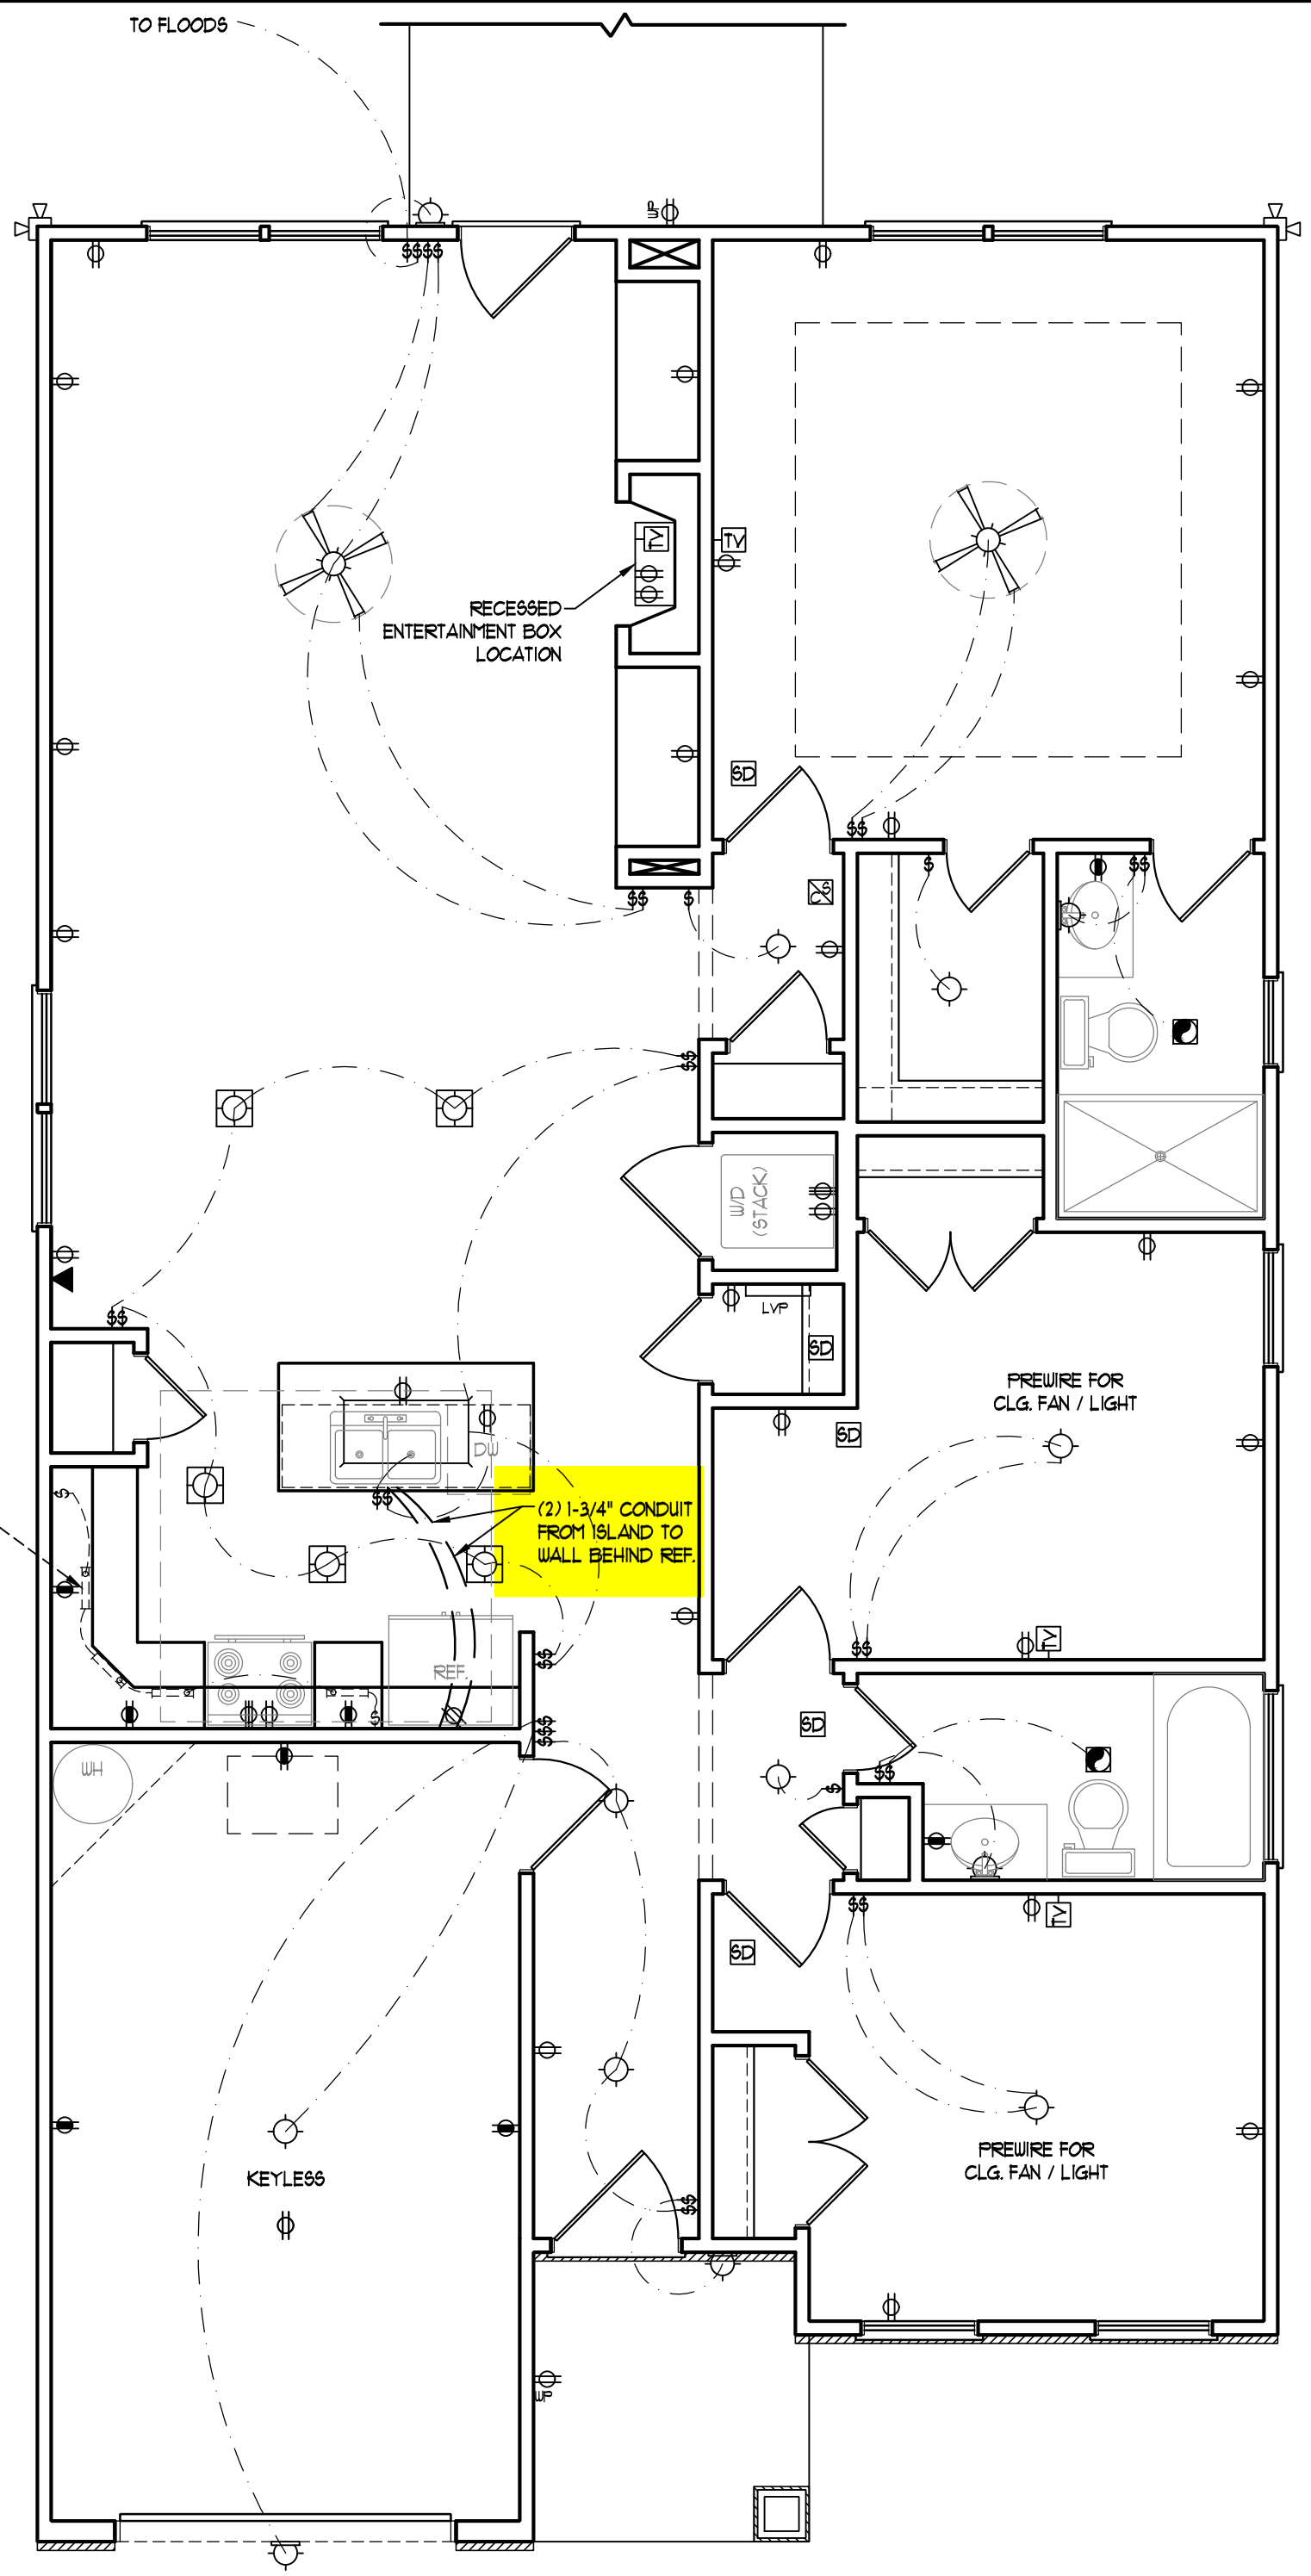 TO FLOODS
WP
$$$$
TV
TV
RECESSED
ENTERTAINMENT BOX
LOCATION
SD
$$
$
$$
$$
$
CS
$$
W/D
(STACK)
$$
LVP
SD
PREWIRE FOR
CLG. FAN / LIGHT
SD
DW
$
$$
(2) 1-3/4" CONDUIT
FROM ISLAND TO
WALL BEHIND REF.
$$
TV
$$
REF.
$
$$$
SD
WH
$$
$
$$
TV
SD
KEYLESS
PREWIRE FOR
CLG. FAN / LIGHT
$$
WP